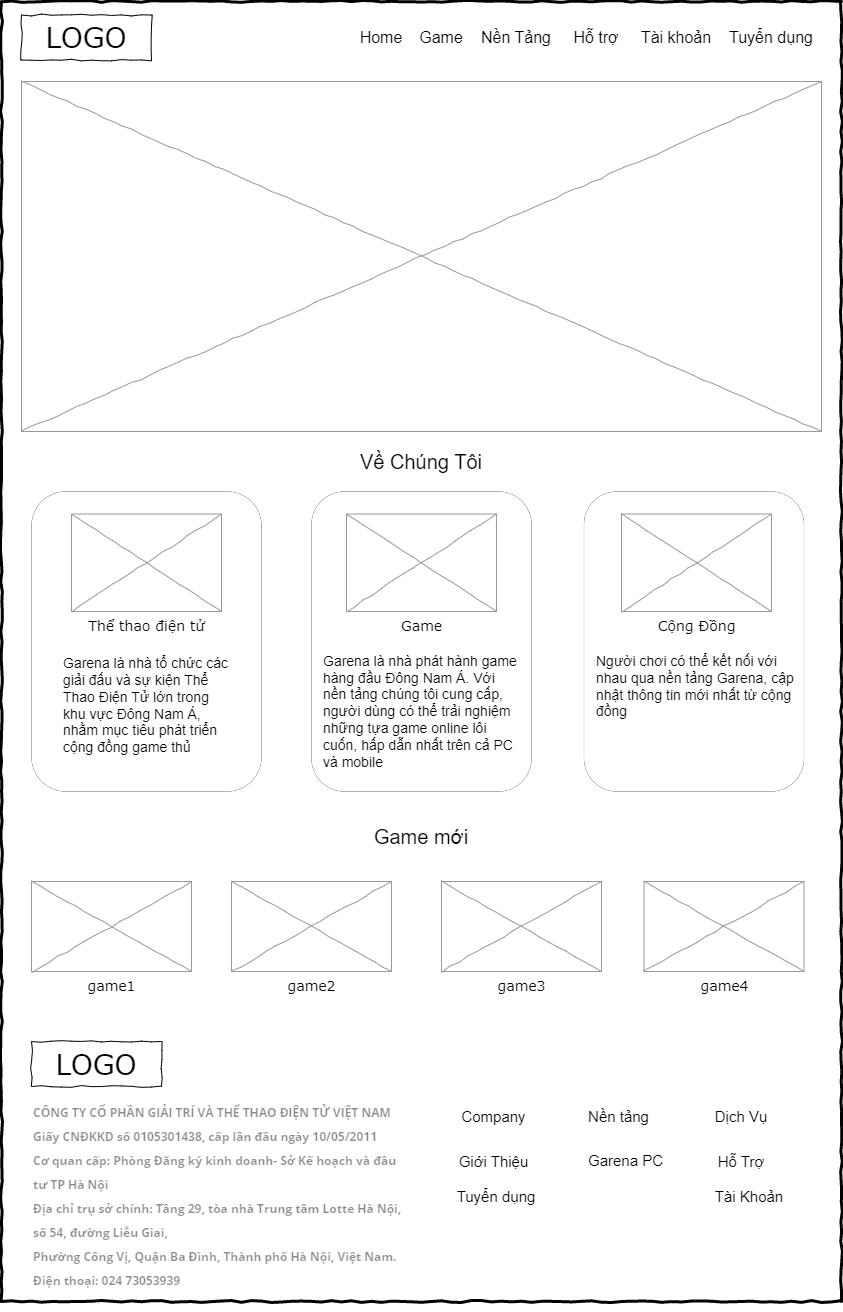 LOGO
Home Game Nền Tảng Hỗ trợ Tài khoản Tuyển dụng
Về Chúng Tôi
Thể thao điện tử
Garena là nhà tổ chức các
giải đấu và sự kiện Thể
Thao Điện Tử lớn trong
khu vực Đông Nam Á,
nhằm mục tiêu phát triển
cộng đồng game thủ
Game
Garena là nhà phát hành game
hàng đầu Đông Nam Á. Với
nền tảng chúng tôi cung cấp,
người dùng có thể trải nghiệm
những tựa game online lôi
cuốn, hấp dẫn nhất trên cả PC
và mobile
Cộng Đồng
Người chơi có thể kết nối với
nhau qua nền tảng Garena, cập
nhật thông tin mới nhất từ cộng
đồng
Game mới
game1
game2
game3
game4
LOGO
CÔNG TY CỔ PHẦN GIẢI TRÍ VÀ THỂ THAO ĐIỆN TỬ VIỆT NAM
Giấy CNĐKKD số 0105301438, cấp lần đầu ngày 10/05/2011
Cơ quan cấp: Phòng Đăng ký kinh doanh- Sở Kế hoạch và đầu
tư TP Hà Nội
Địa chỉ trụ sở chính: Tầng 29, tòa nhà Trung tâm Lotte Hà Nội,
số 54, đường Liễu Giai,
Phường Cống Vị, Quận Ba Đình, Thành phố Hà Nội, Việt Nam.
Điện thoại: 024 73053939
Company
Giới Thiệu
Tuyển dụng
Nền tảng
Garena PC
Dịch Vụ
Hỗ Trợ
Tài Khoản